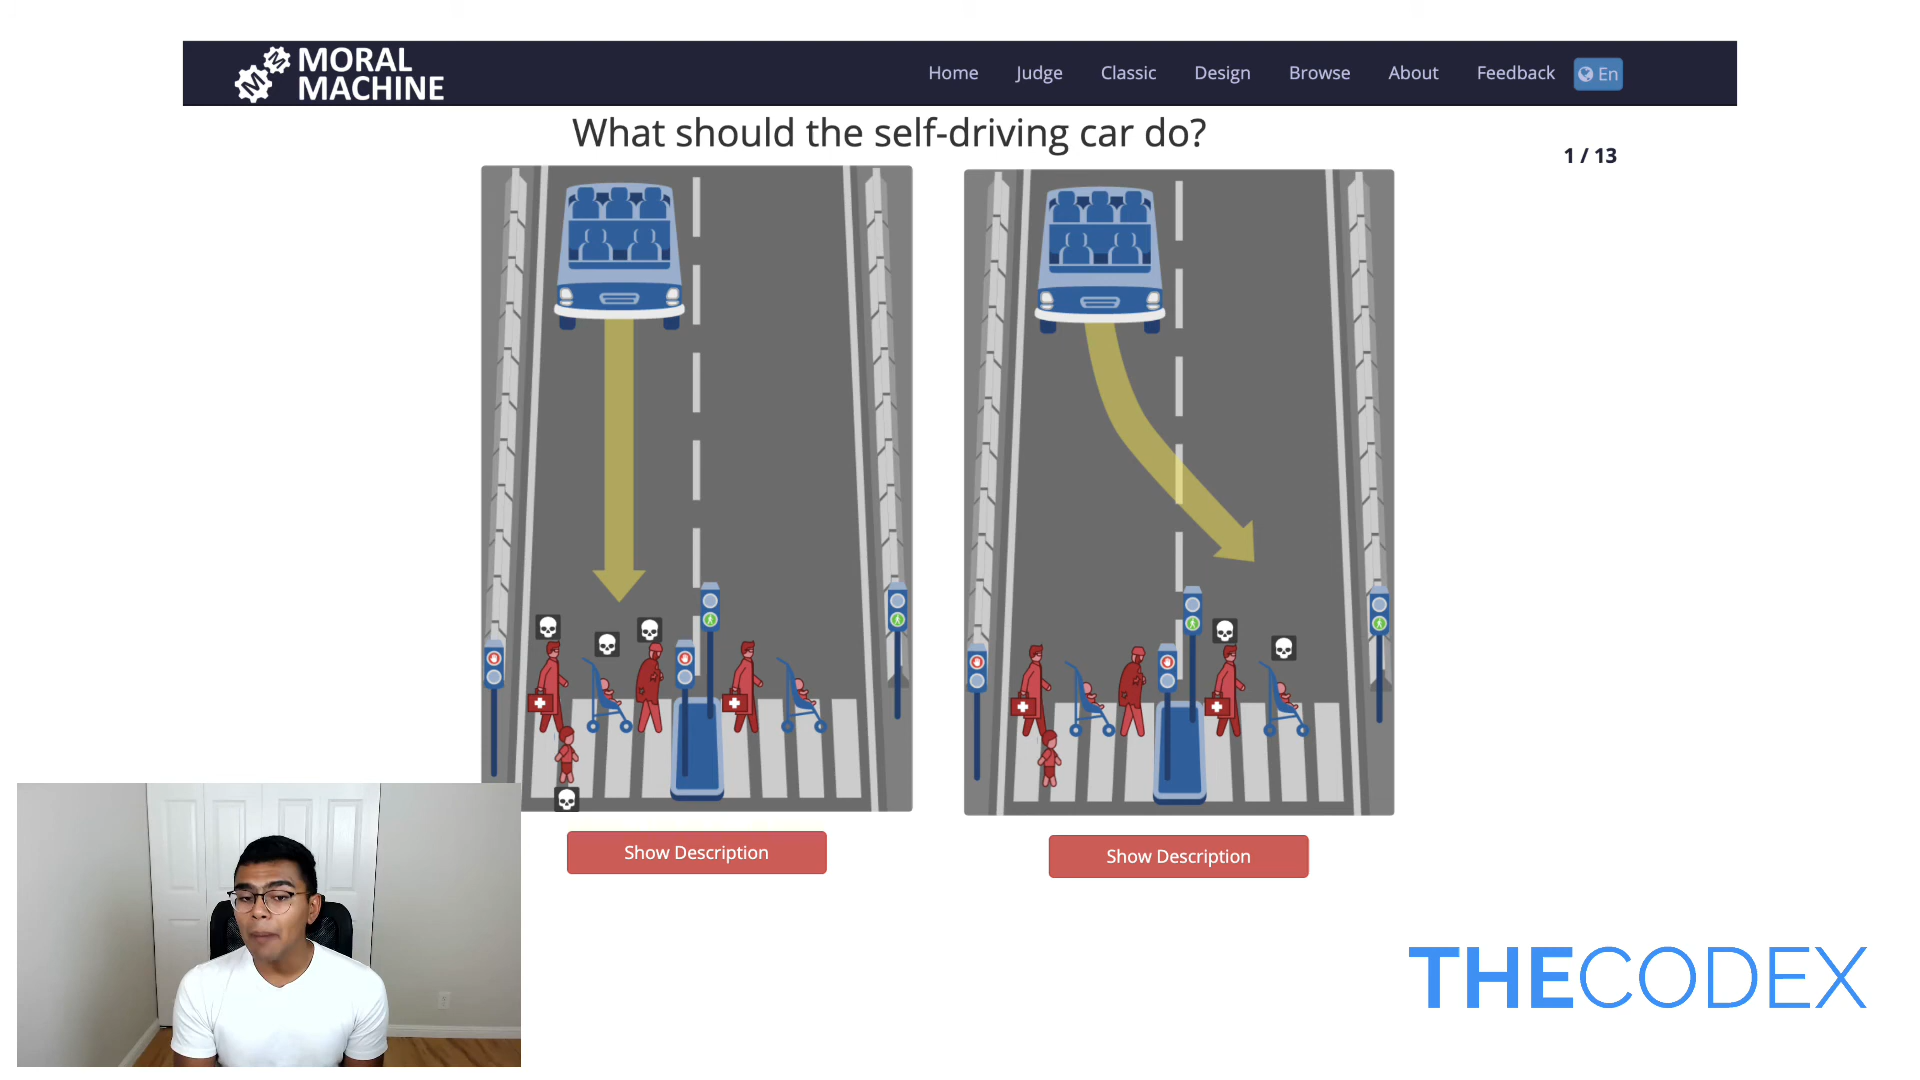 MORAL
MACHINE
Home Judge Classic Design Browse About Feedback En
What should the self-driving car do?
1 / 13
Show Description Show Description
THECODEX